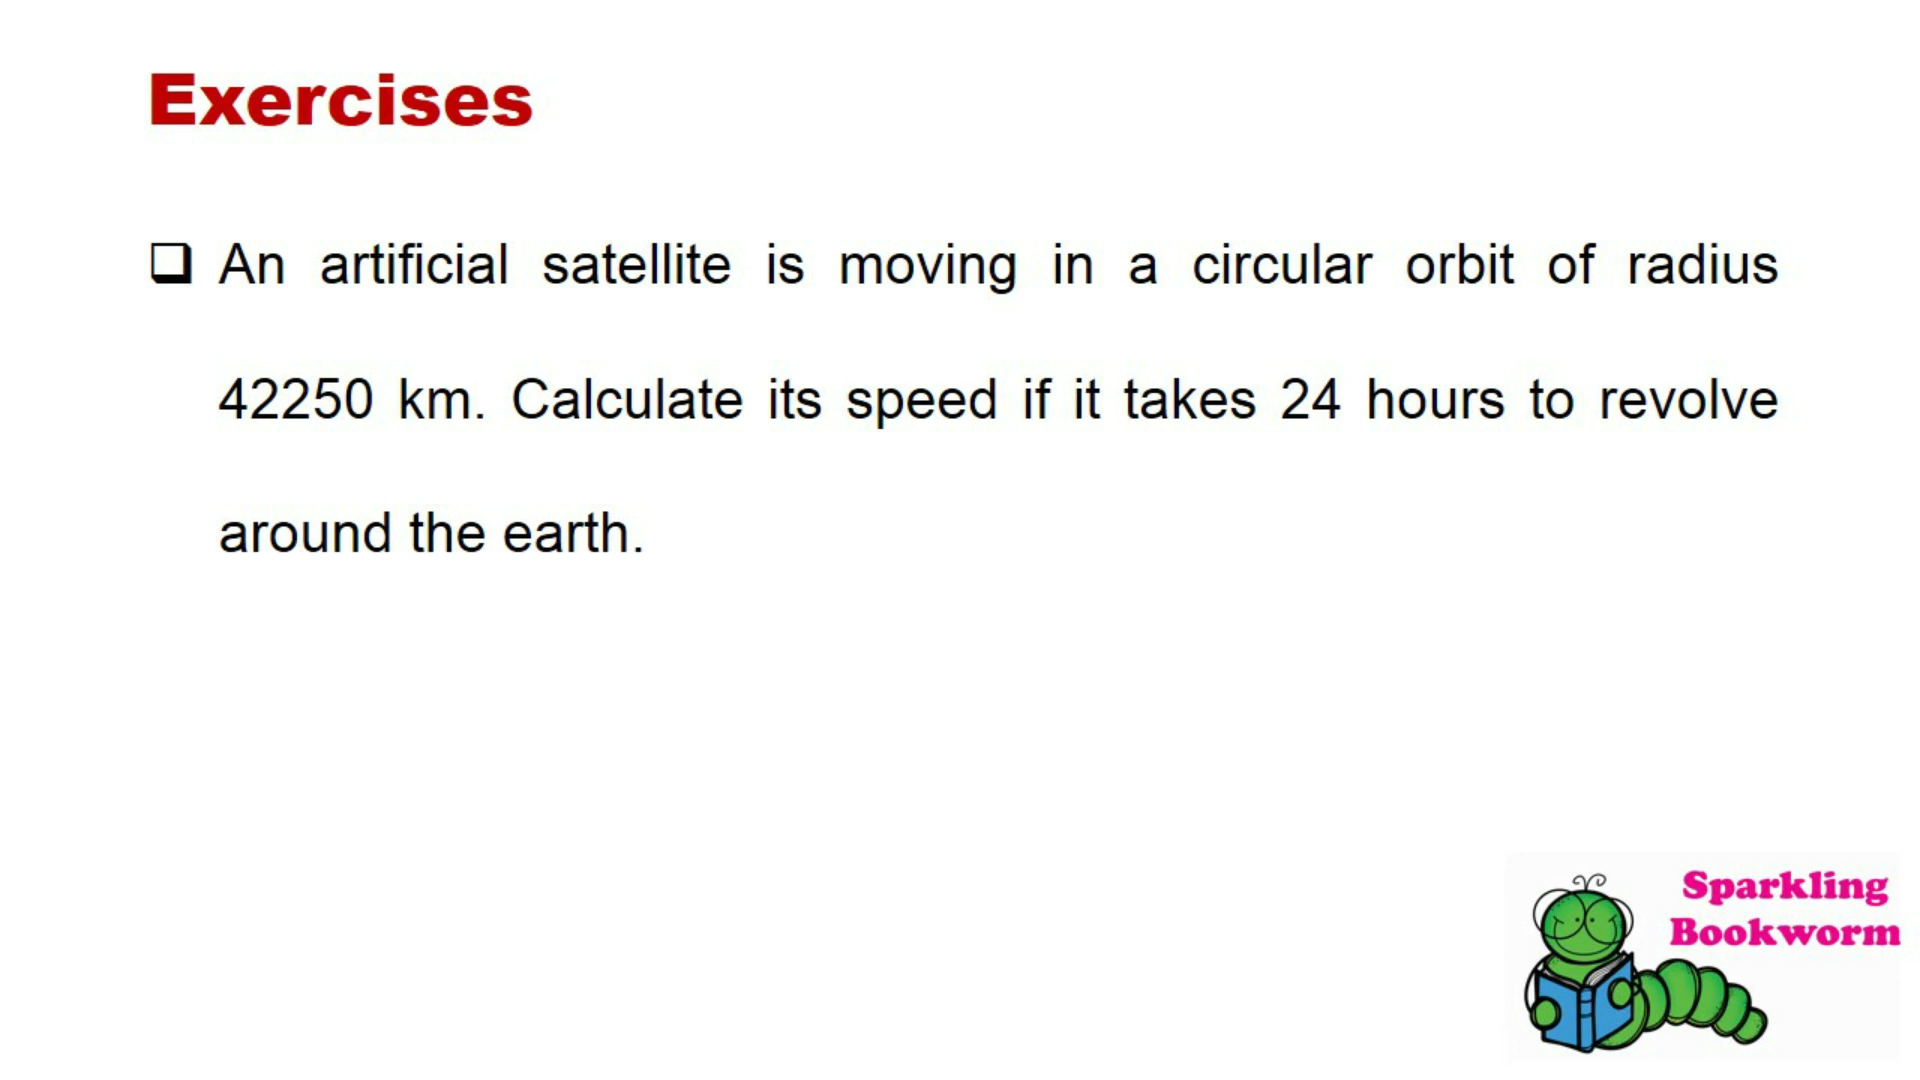 Exercises
❑ An artificial satellite is moving in a circular orbit of radius
42250 km. Calculate its speed if it takes 24 hours to revolve
around the earth.
Sparkling
Bookworm